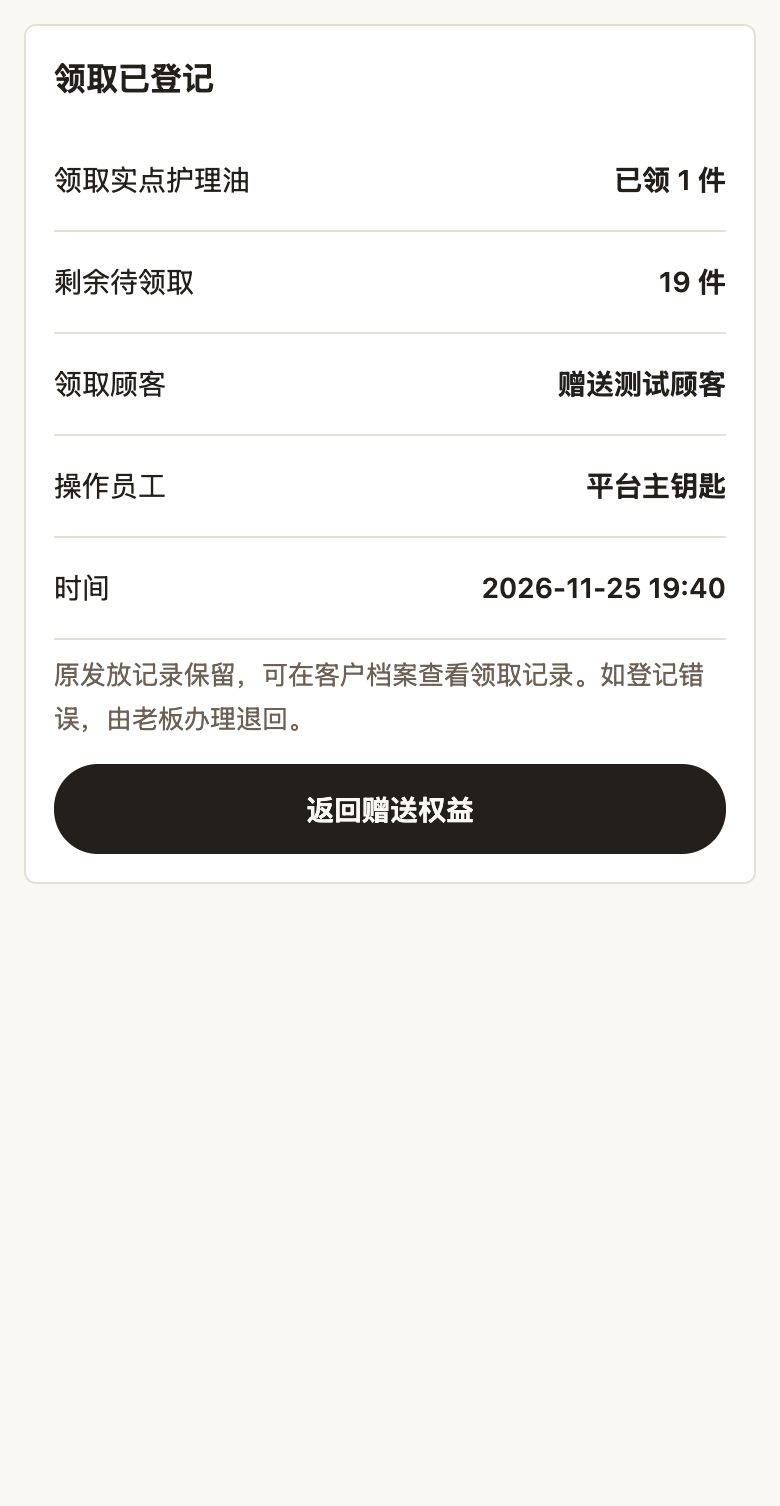 领取已登记
领取实点护理油 已领 1 件
剩余待领取 19 件
领取顾客 赠送测试顾客
操作员工 平台主钥匙
时间 2026-11-25 19:40
原发放记录保留，可在客户档案查看领取记录。如登记错
误，由老板办理退回。
返回赠送权益